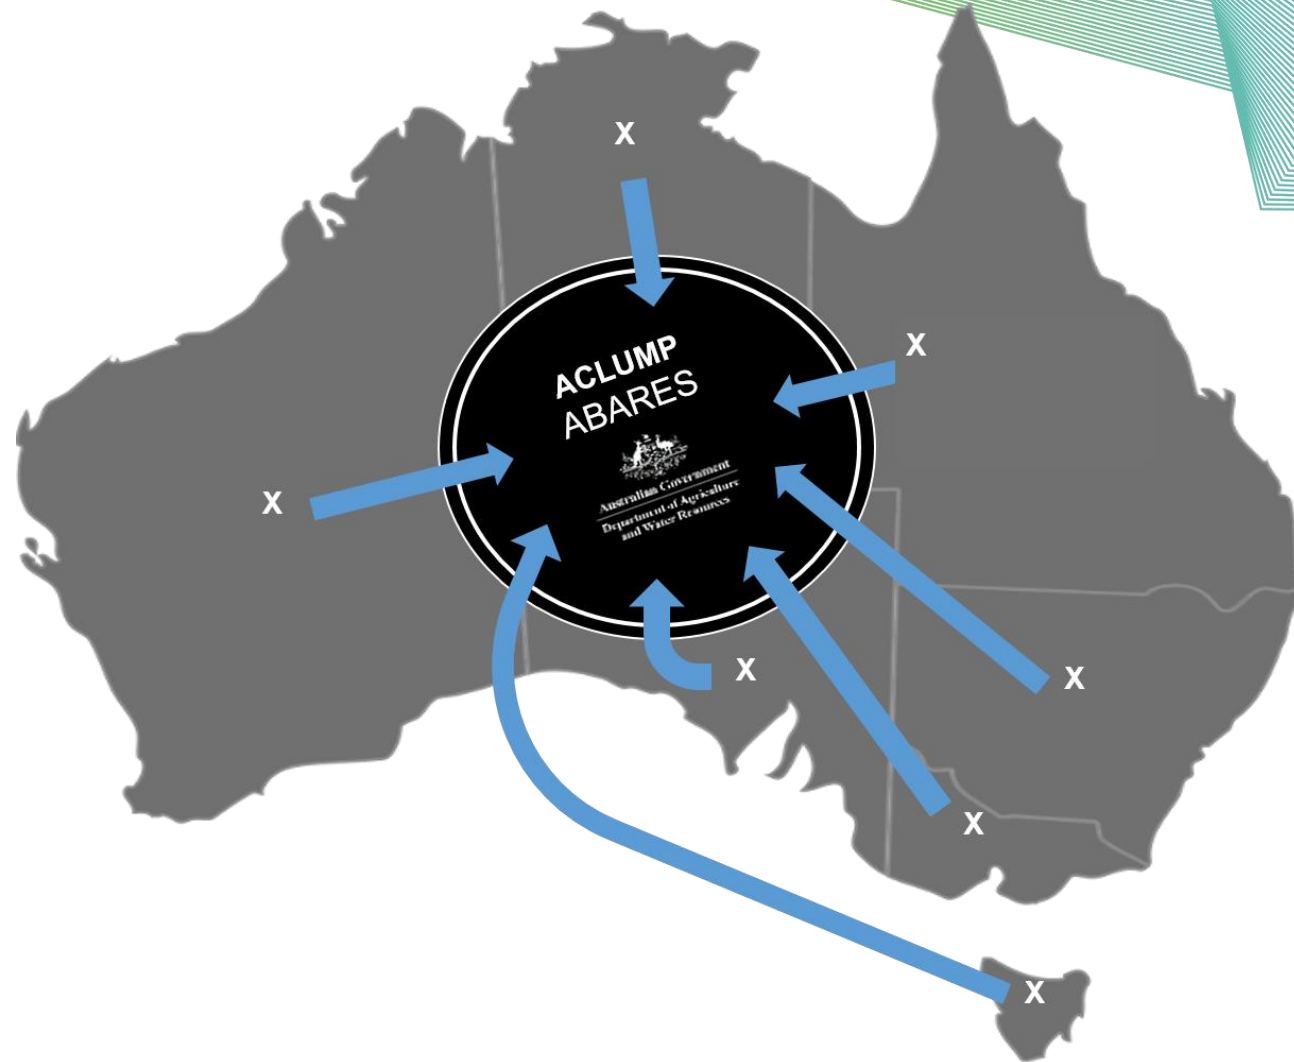 X
X
ACLUMP
ABARES
Australian Government
Department of Agriculture
and Water Resources
X
X
X
X
X